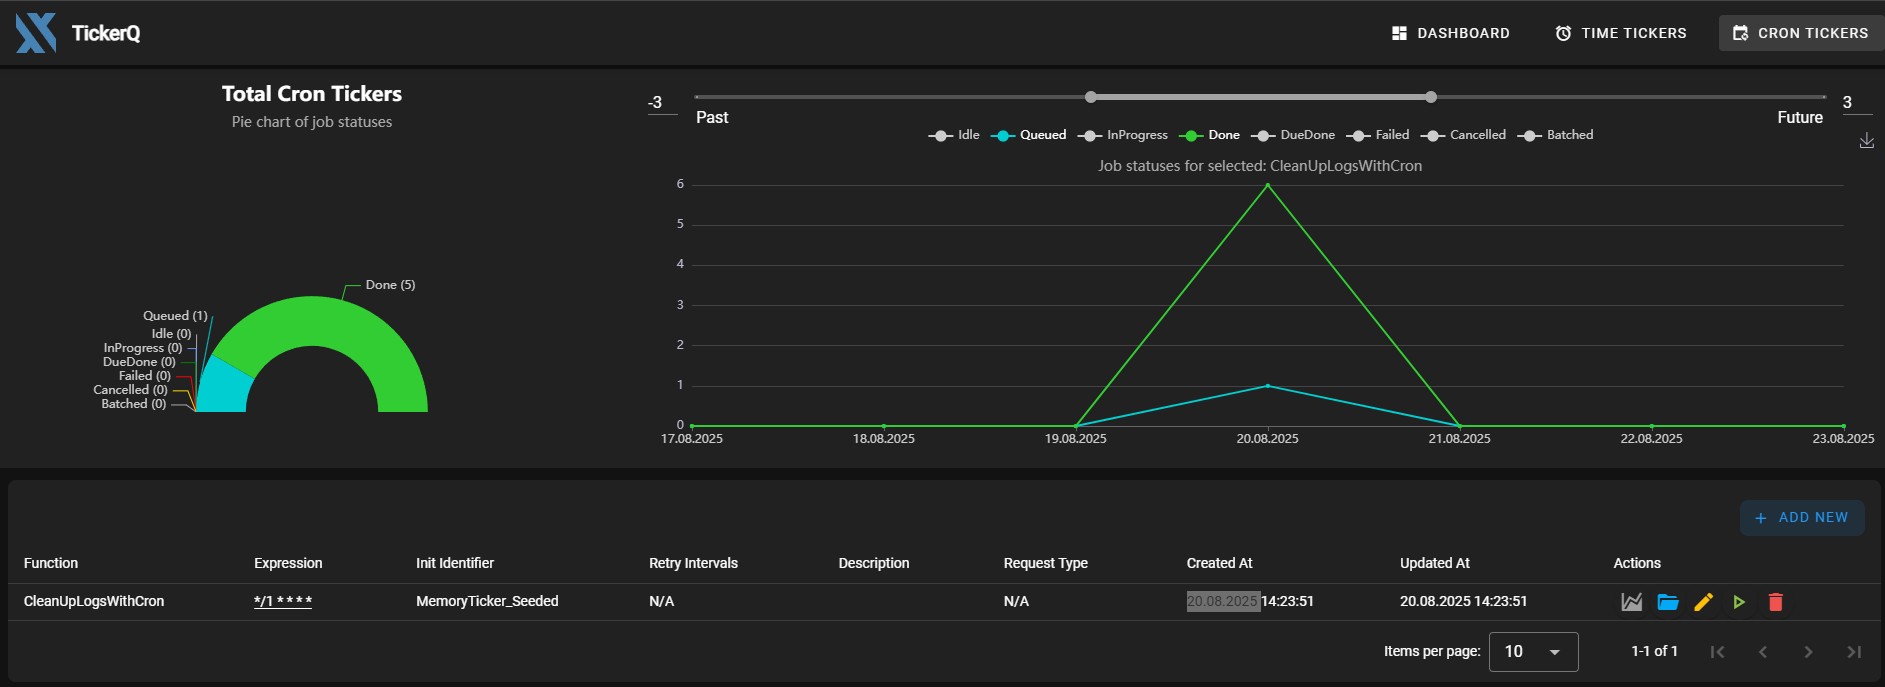 TickerQ
DASHBOARD
TIME TICKERS
CRON TICKERS
Total Cron Tickers
Pie chart of job statuses
Done (5)
Queued (1)
Idle (0)
InProgress (0)
DueDone (0)
Failed (0)
Cancelled (0)
Batched (0)
-3
3
Past
Future
Idle Queued InProgress Done DueDone Failed Cancelled Batched
Job statuses for selected: CleanUpLogsWithCron
6
5
4
3
2
1
0
17.08.2025 18.08.2025 19.08.2025 20.08.2025 21.08.2025 22.08.2025 23.08.2025
+ ADD NEW
Function Expression Init Identifier Retry Intervals Description Request Type Created At Updated At Actions
CleanUpLogsWithCron */1 * * * * MemoryTicker_Seeded N/A N/A 20.08.2025 14:23:51 20.08.2025 14:23:51
Items per page: 10 1-1 of 1